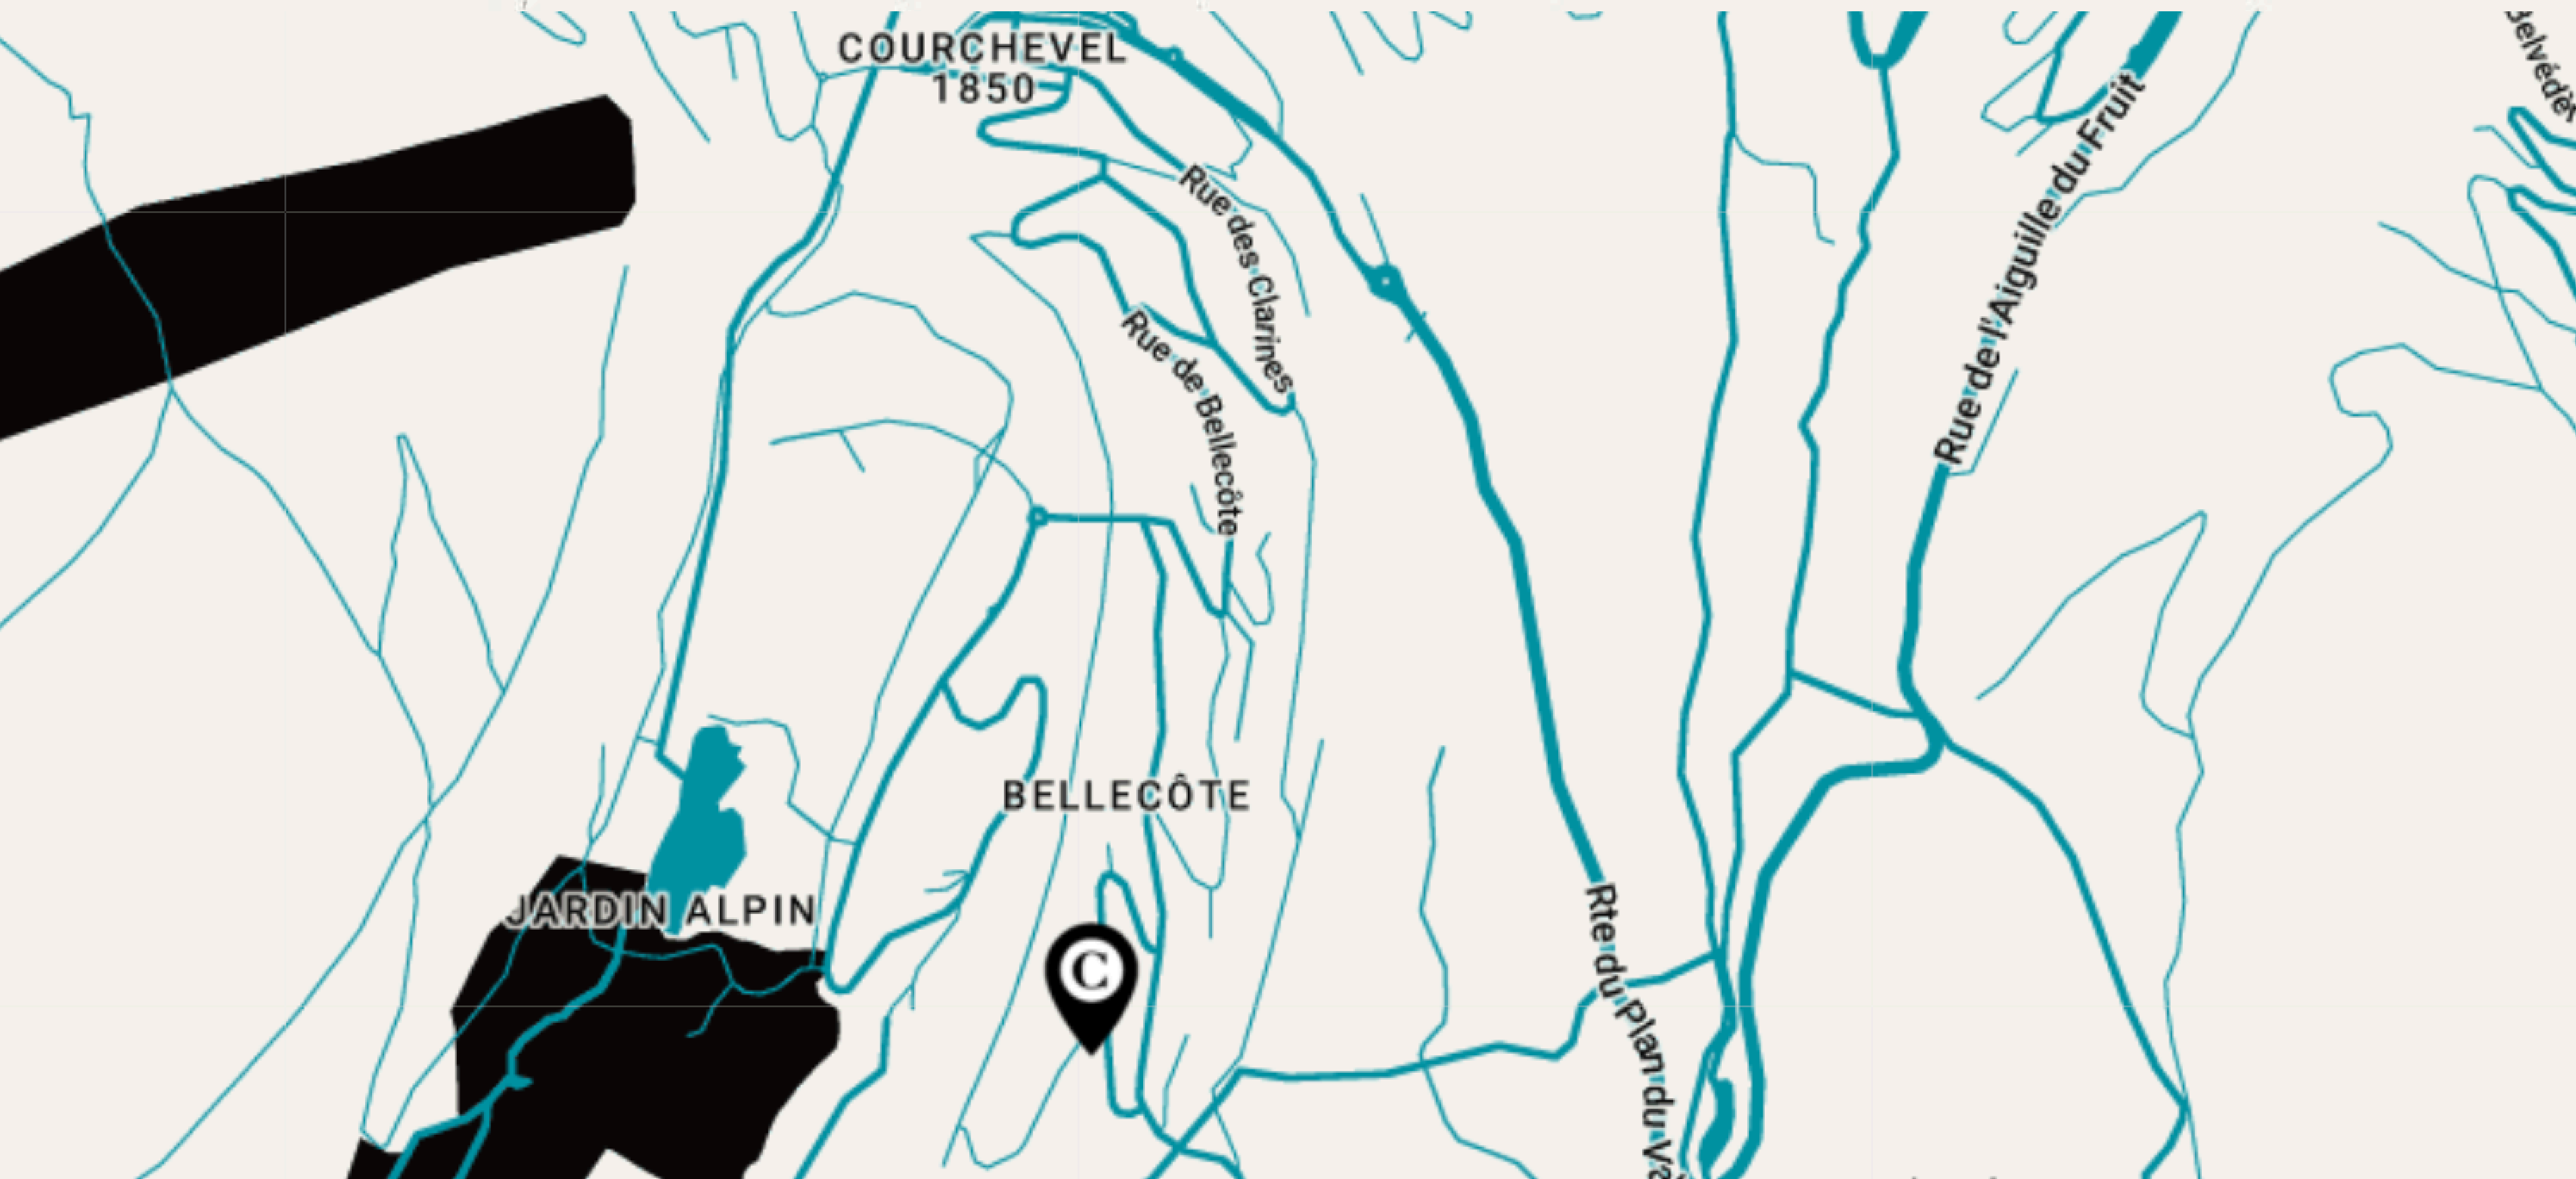 COURCHEVEL
1850
Rue des Clarines
Rue de Bellecôte
Rue de l'Aiguille du Fruit
BELLECÔTE
JARDIN ALPIN
C
Rte du Plan du Va